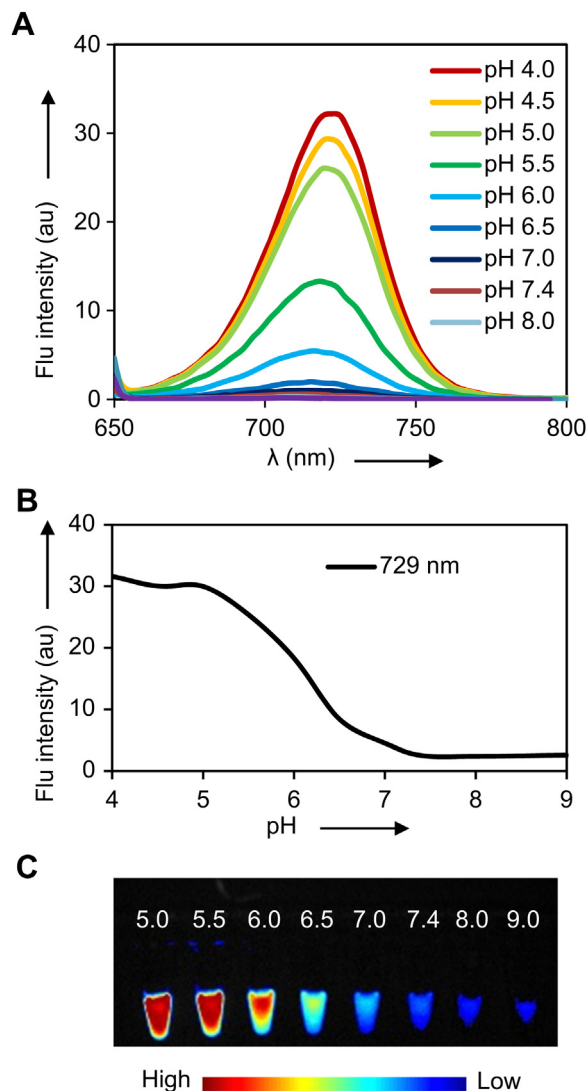 A
40
30
20
10
0
Flu intensity (au)
650
700
750
800
λ (nm)
pH 4.0
pH 4.5
pH 5.0
pH 5.5
pH 6.0
pH 6.5
pH 7.0
pH 7.4
pH 8.0
B
40
30
20
10
0
Flu intensity (au)
729 nm
4 5 6 7 8 9
pH
C
5.0 5.5 6.0 6.5 7.0 7.4 8.0 9.0
High Low